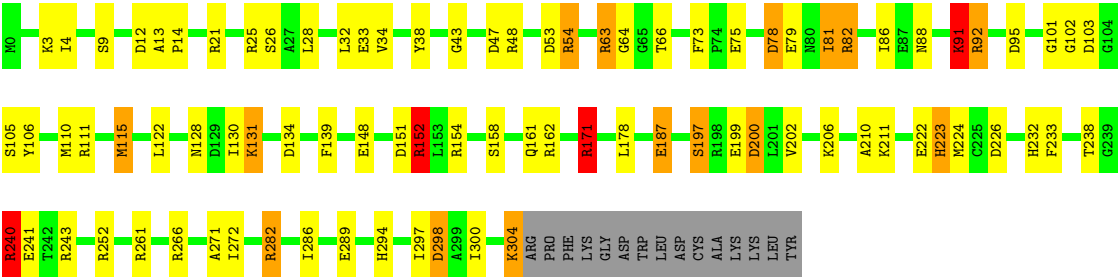 M0 K3 I4 S9 D12 A13 P14 R21 R25 S26 A27 L28 L32 E33 V34 Y38 G43 D47 R48 D53 R54 R63 G64 G65 T66 F73 P74 E75 D78 E79 N80 I81 R82 I86 E87 N88 K91 R92 D95 G101 G102 D103 G104
S105 Y106 M110 R111 M115 L122 N128 D129 I130 K131 D134 F139 E148 D151 R152 L153 R154 S158 Q161 R162 R171 L178 E187 S197 R198 E199 D200 L201 V202 K206 A210 K211 E222 H223 M224 C225 D226 H232 F233 T238 G239
R240 E241 T242 R243 R252 R261 R266 A271 I272 R282 I286 E289 H294 I297 D298 A299 I300 K304 ARG PRO PHE LYS GLY ASP TRP LEU ASP CYS ALA LYS LYS LEU TYR